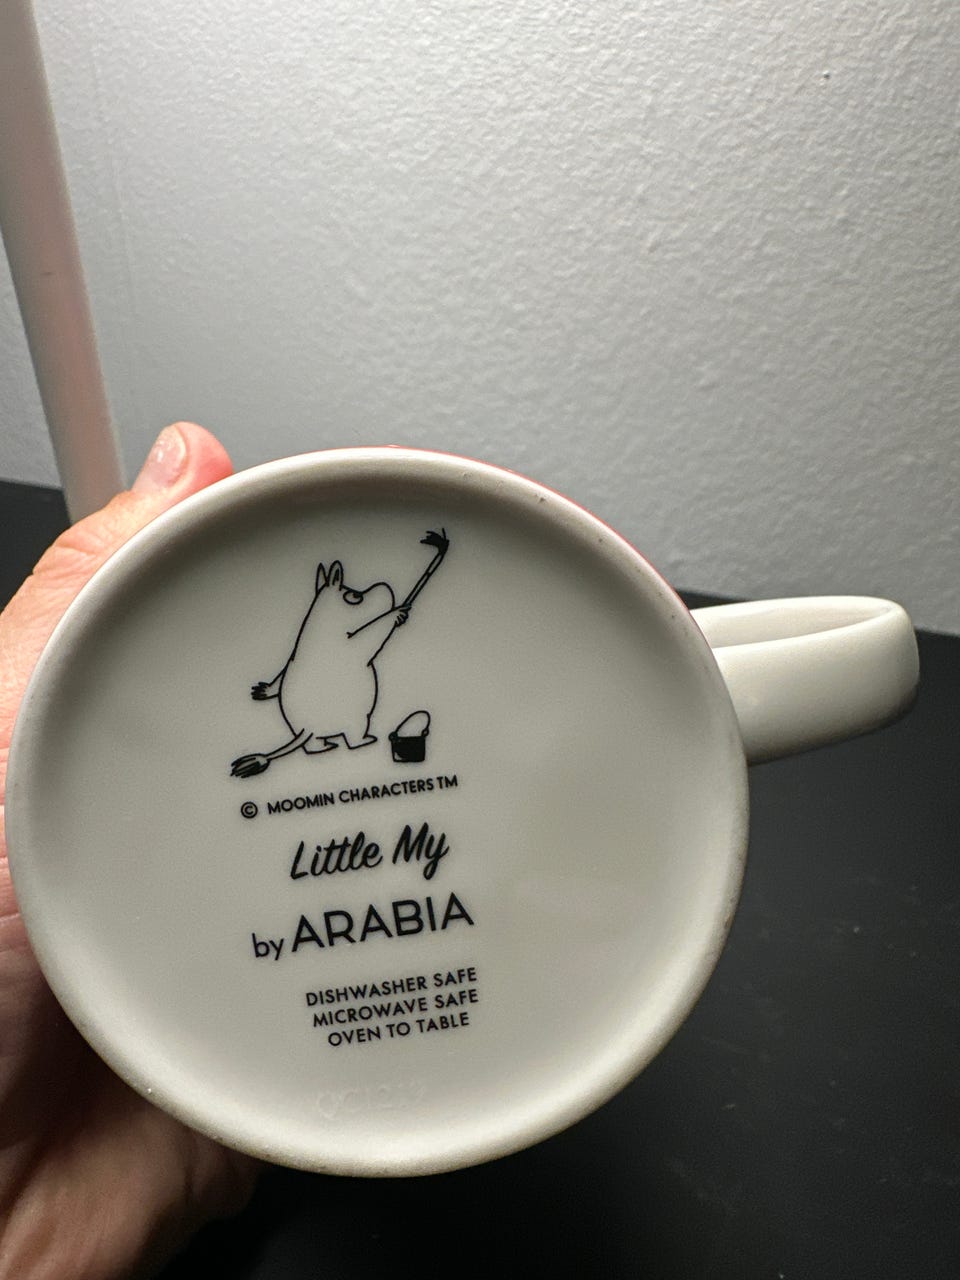 © MOOMIN CHARACTERS TM
Little My
by ARABIA
DISHWASHER SAFE
MICROWAVE SAFE
OVEN TO TABLE